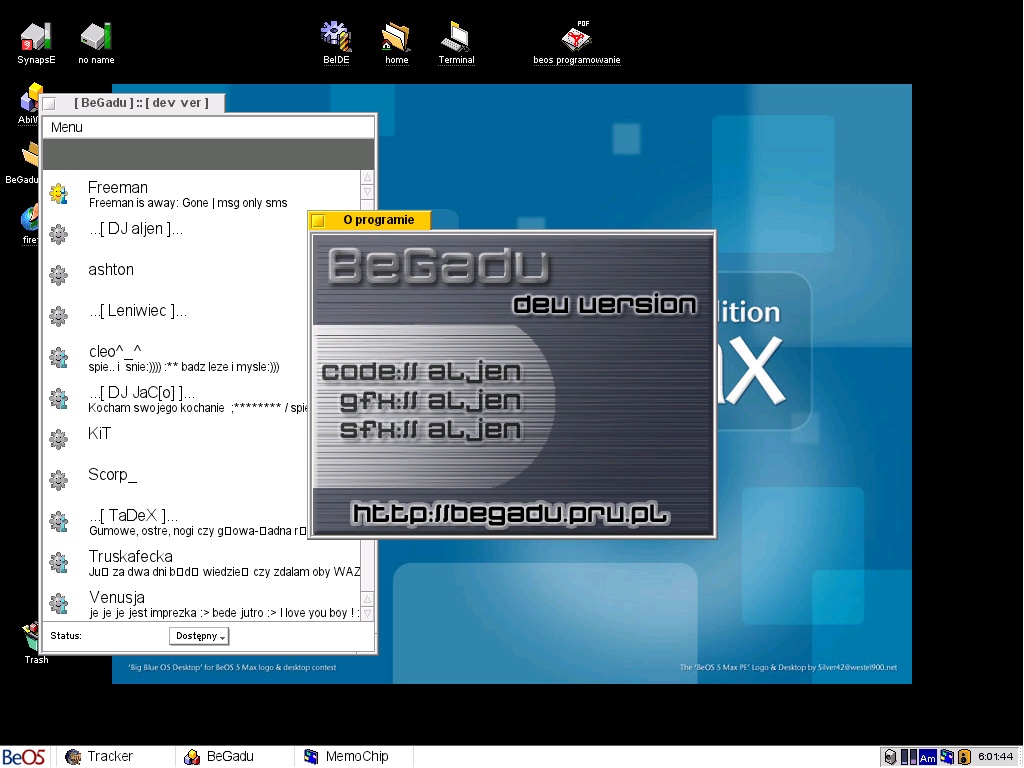 SynapsE
no name
BeIDE
home
Terminal
PDF
beos programowanie
AbiW
BeGadu
firef
Trash
[ BeGadu ] :: [ dev ver ]
Menu
Freeman
Freeman is away: Gone | msg only sms
...[ DJ aljen ]...
ashton
...[ Leniwiec ]...
cleo^_^
spie.. i snie:)))) :** badz leze i mysle:)))
...[ DJ JaC[o] ]...
Kocham swojego kochanie ;******** / spie
KiT
Scorp_
...[ TaDeX ]...
Gumowe, ostre, nogi czy g▯owa-▯adna r▯
Truskafecka
Ju▯ za dwa dni b▯d▯ wiedzie▯ czy zdalam oby WAZ
Venusja
je je je jest imprezka :> bede jutro :> I love you boy ! :
Status:
Dostępny
O programie
BeGadu
dev version
code:// aljen
gfx:// aljen
sfx:// aljen
http://begadu.prv.pl
dition
ax
'Big Blue OS Desktop' for BeOS 5 Max logo & desktop contest
The 'BeOS 5 Max PE' Logo & Desktop by Silver42@westel900.net
BeOS
Tracker
BeGadu
MemoChip
Am
6:01:44